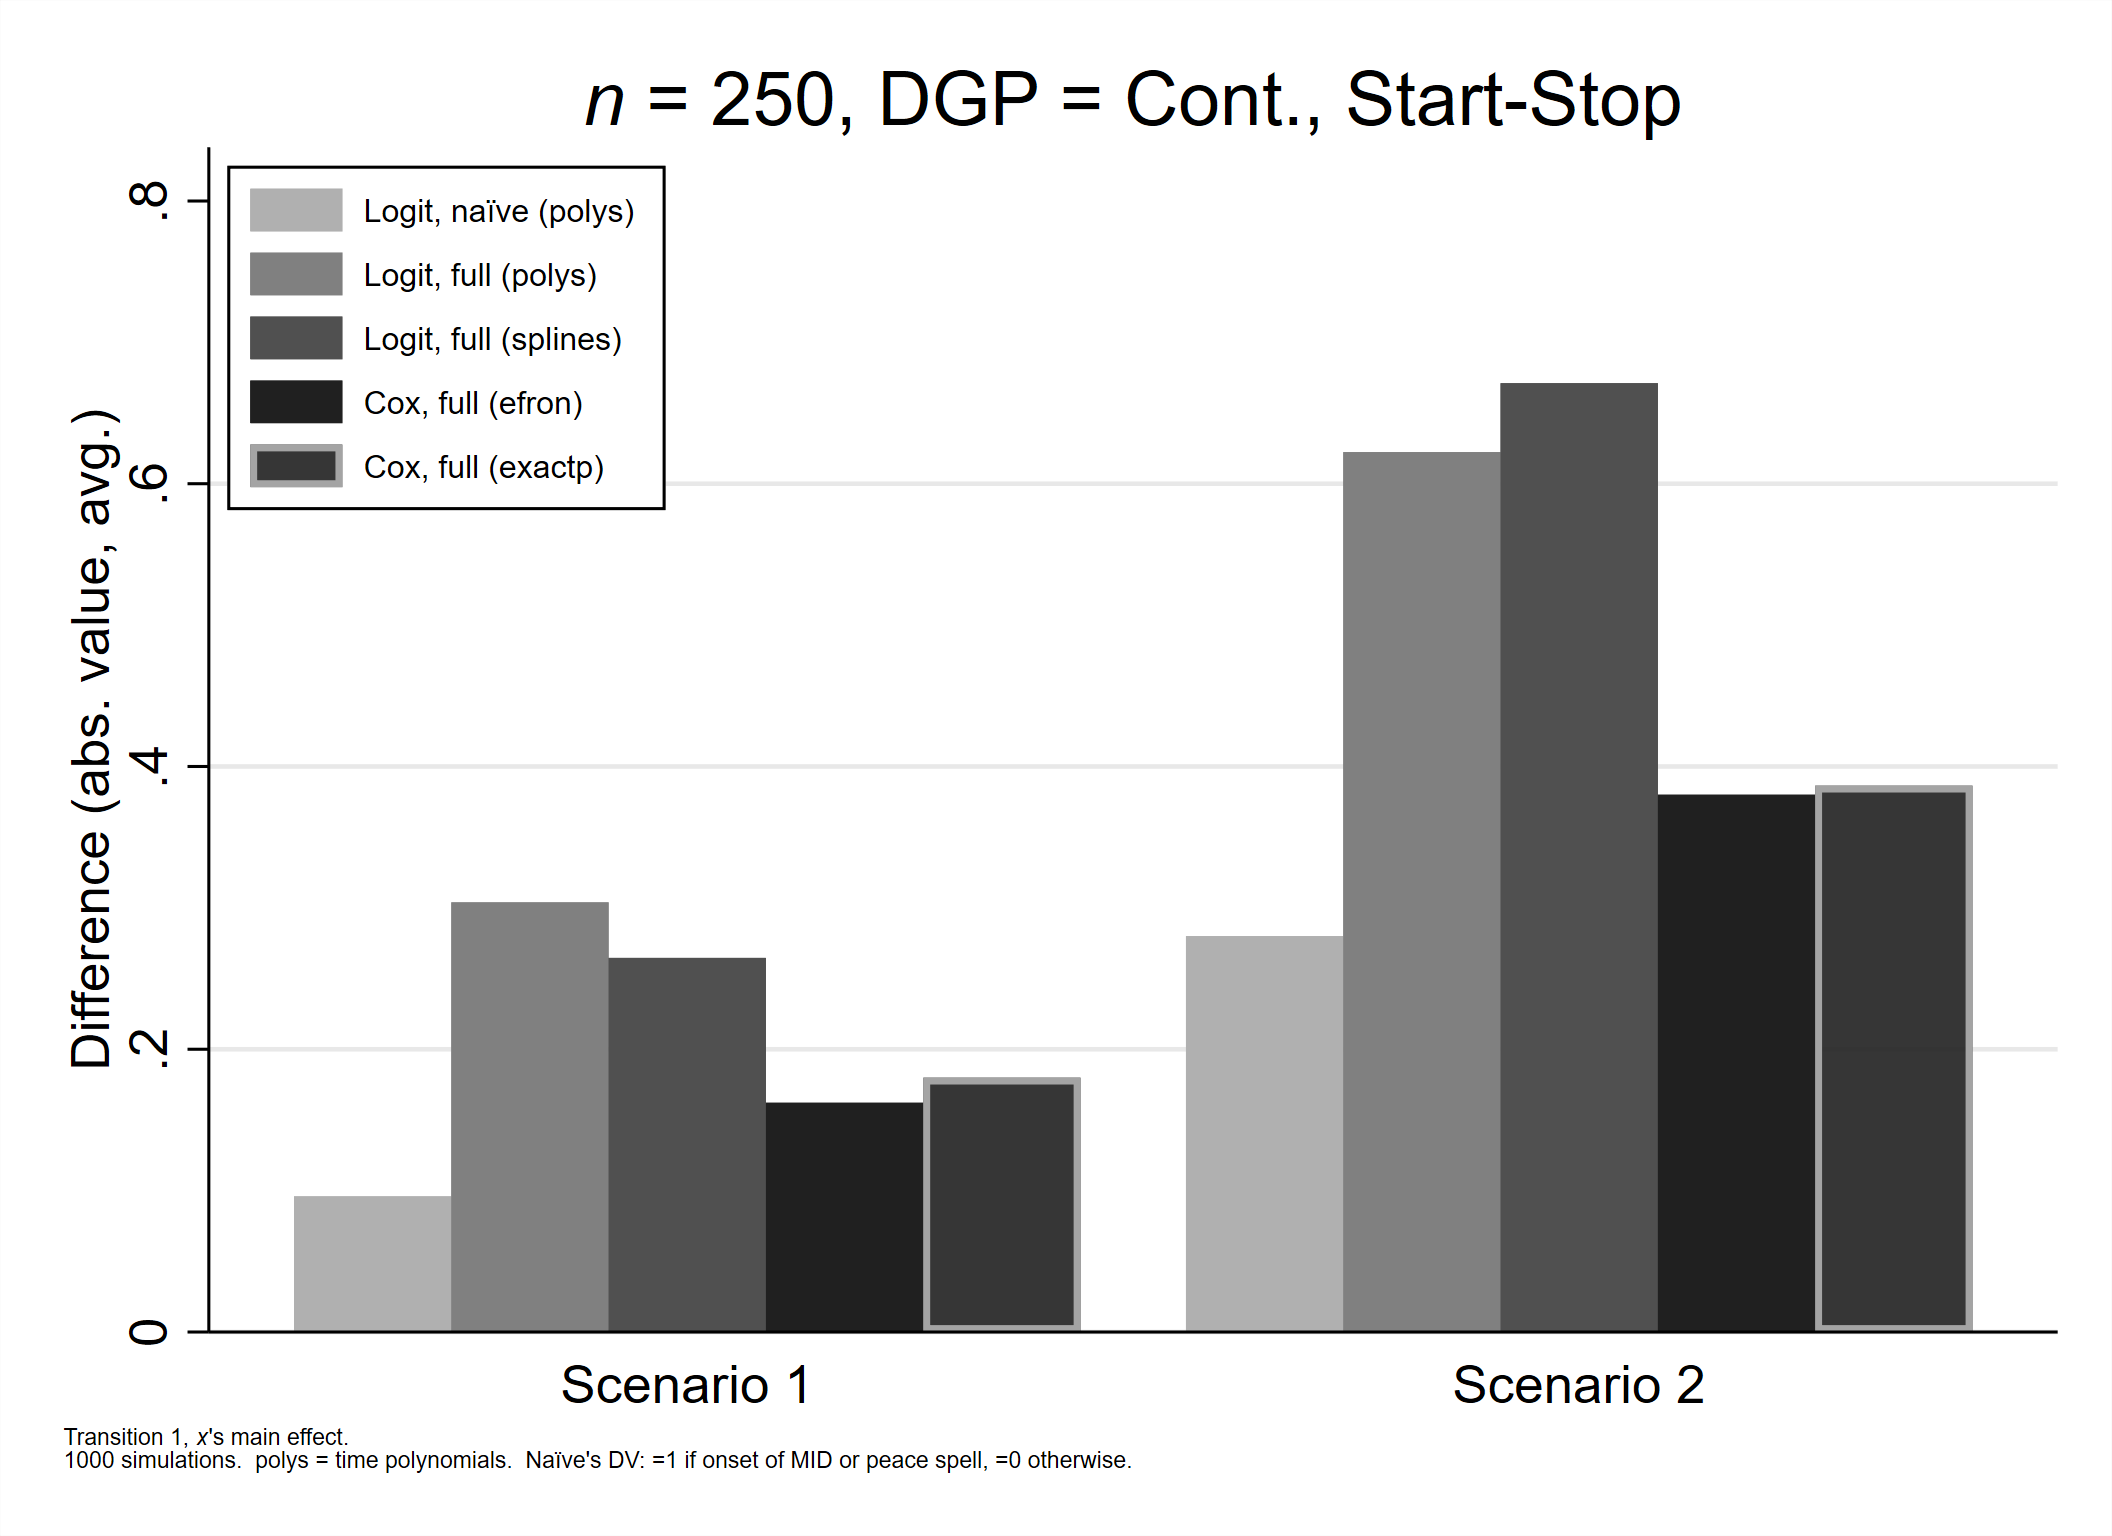 n = 250, DGP = Cont., Start-Stop
Logit, naïve (polys)
Logit, full (polys)
Logit, full (splines)
Cox, full (efron)
Cox, full (exactp)
Difference (abs. value, avg.)
.8
.6
.4
.2
0
Scenario 1
Scenario 2
Transition 1, x's main effect.
1000 simulations.  polys = time polynomials.  Naïve's DV: =1 if onset of MID or peace spell, =0 otherwise.